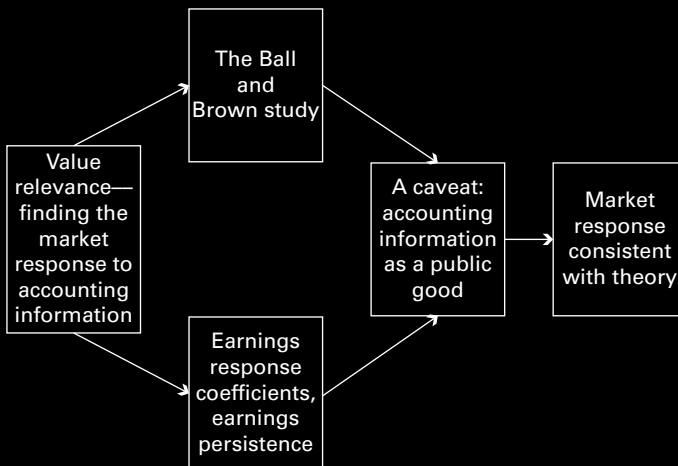 The Ball
and
Brown study
Value
relevance—
finding the
market
response to
accounting
information
A caveat:
accounting
information
as a public
good
Market
response
consistent
with theory
Earnings
response
coefficients,
earnings
persistence